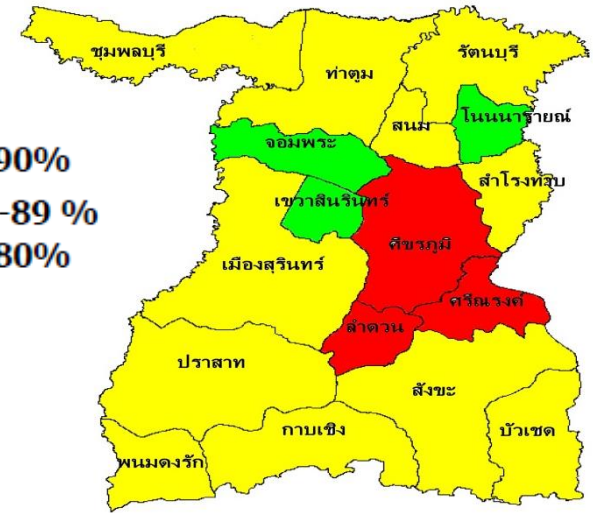 90%
-89 %
80%
ชุมพลบุรี
ท่าตูม
รัตนบุรี
สนม
โนนนารายณ์
จอมพระ
สำโรงทาบ
เขวาสินรินทร์
ศีขรภูมิ
เมืองสุรินทร์
ศรีณรงค์
ลำดวน
ปราสาท
สังขะ
กาบเชิง
บัวเชด
พนมดงรัก